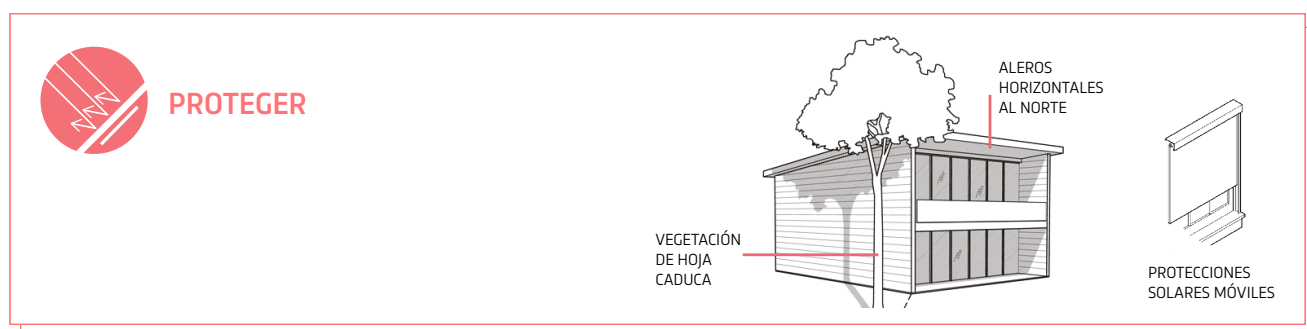 PROTEGER
ALEROS
HORIZONTALES
AL NORTE
VEGETACIÓN
DE HOJA
CADUCA
PROTECCIONES
SOLARES MÓVILES